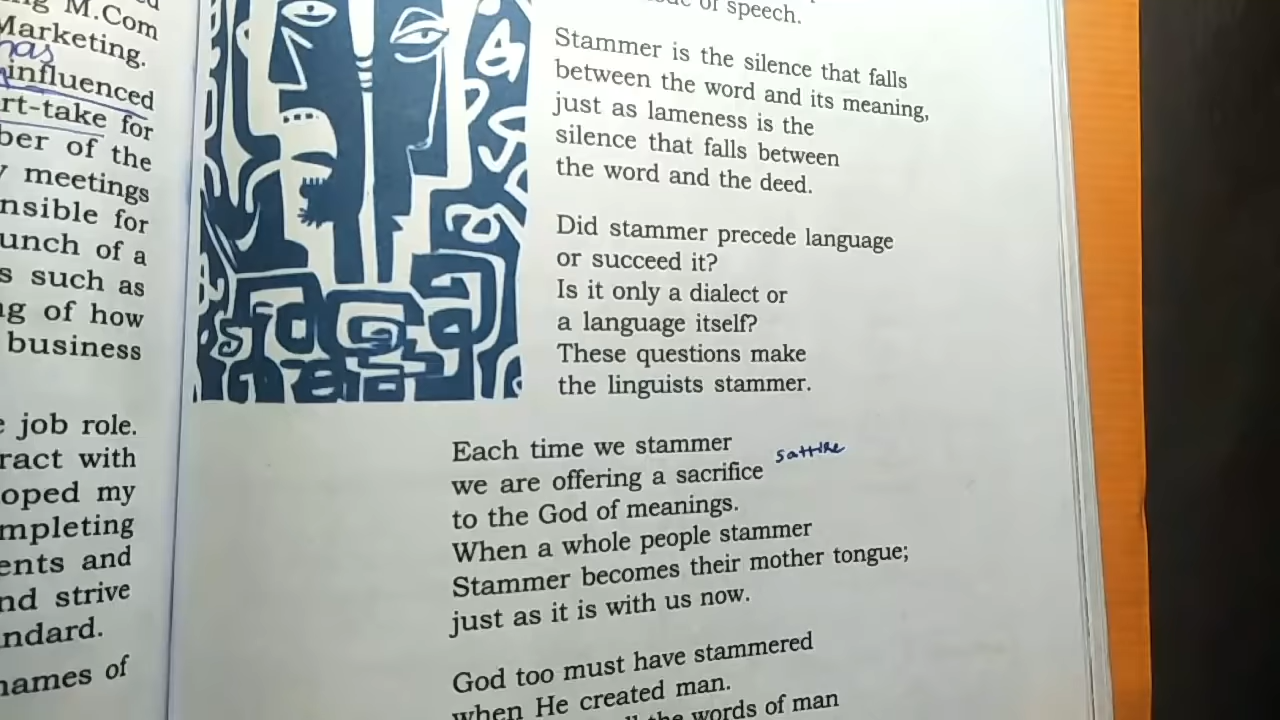 M.Com
Marketing.
has
influenced
rt-take for
ber of the
meetings
nsible for
unch of a
s such as
ng of how
business
job role.
ract with
oped my
mpleting
ents and
nd strive
ndard.
names of
of speech.
Stammer is the silence that falls
between the word and its meaning,
just as lameness is the
silence that falls between
the word and the deed.
Did stammer precede language
or succeed it?
Is it only a dialect or
a language itself?
These questions make
the linguists stammer.
Each time we stammer
we are offering a sacrifice sattire
to the God of meanings.
When a whole people stammer
Stammer becomes their mother tongue;
just as it is with us now.
God too must have stammered
when He created man.
the words of man